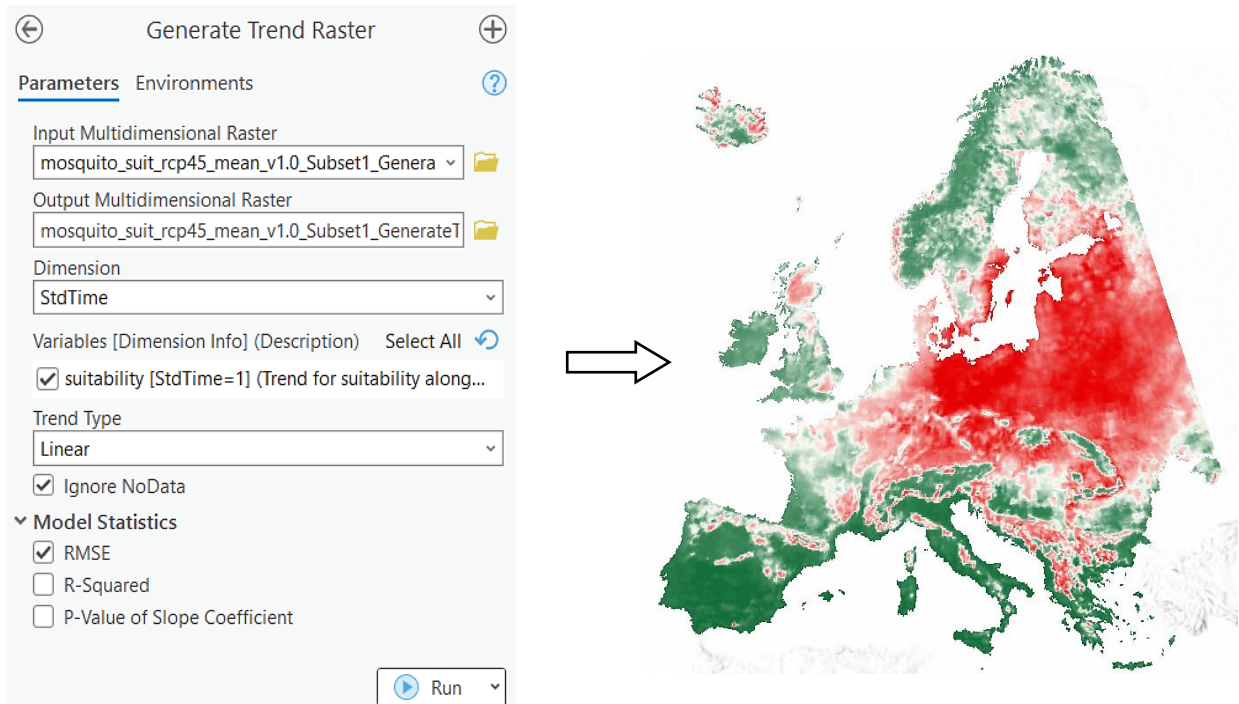 Generate Trend Raster
Parameters Environments
Input Multidimensional Raster
mosquito_suit_rcp45_mean_v1.0_Subset1_Genera
Output Multidimensional Raster
mosquito_suit_rcp45_mean_v1.0_Subset1_GenerateT
Dimension
StdTime
Variables [Dimension Info] (Description) Select All
suitability [StdTime=1] (Trend for suitability along...
Trend Type
Linear
Ignore NoData
Model Statistics
RMSE
R-Squared
P-Value of Slope Coefficient
Run